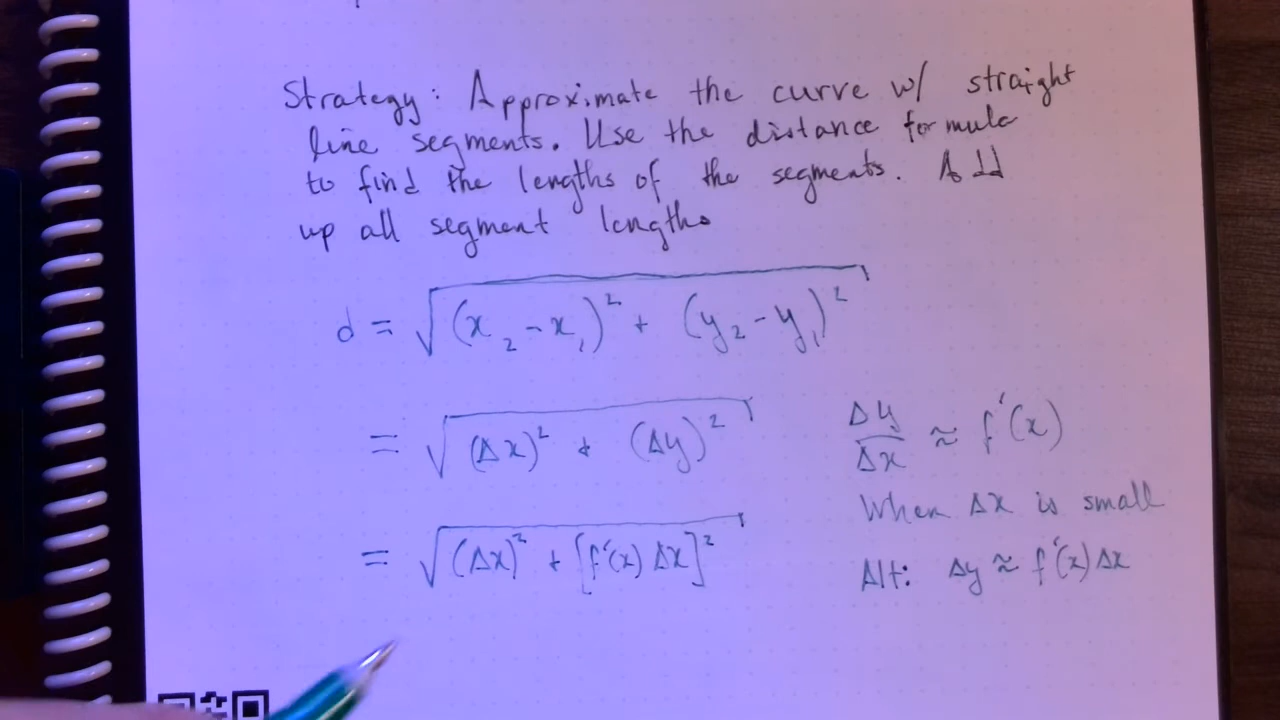 Strategy: Approximate the curve w/ straight
line segments. Use the distance formula
to find the lengths of the segments. Add
up all segment lengths
d = √((x₂ - x₁)² + (y₂ - y₁)²)
= √((Δx)² + (Δy)²)
Δy/Δx ≈ f'(x)
When Δx is small
= √((Δx)² + [f'(x) Δx]²)
Alt: Δy ≈ f'(x) Δx